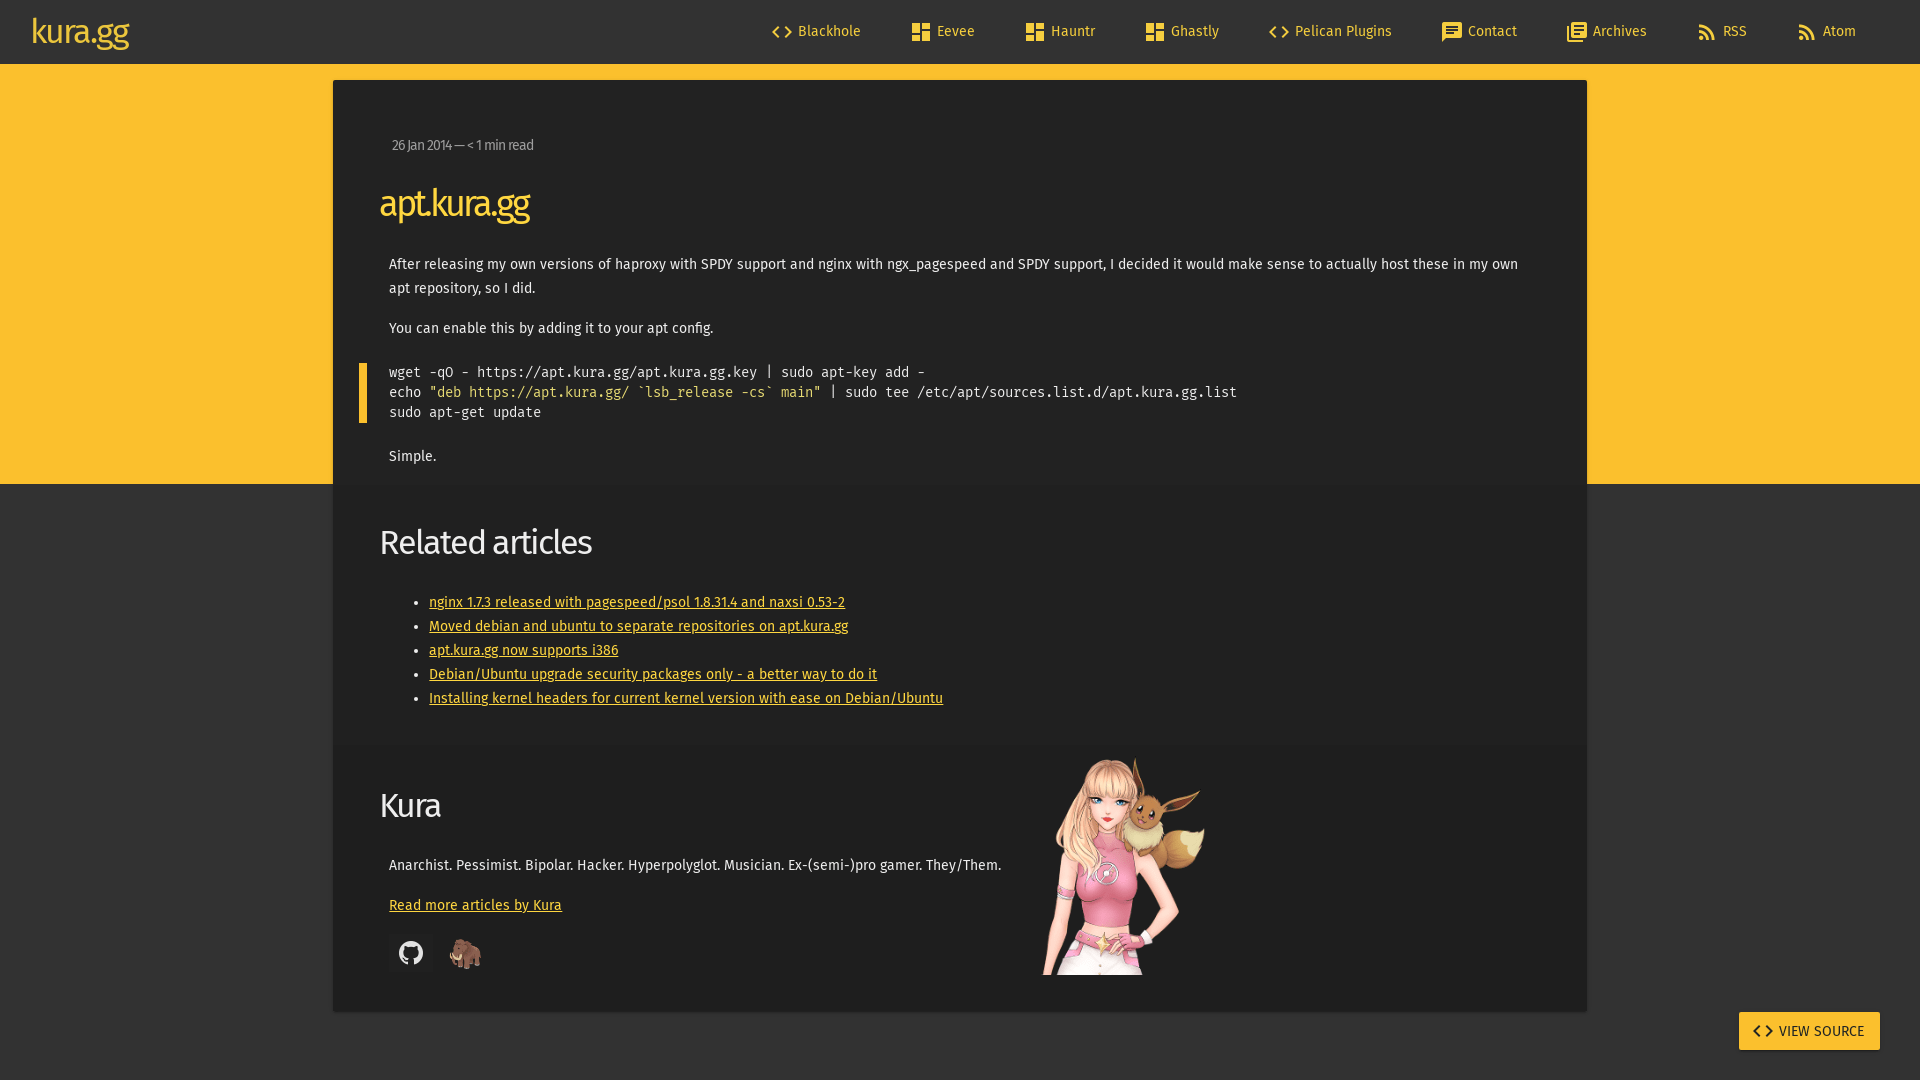 kura.gg
Blackhole
Eevee
Hauntr
Ghastly
Pelican Plugins
Contact
Archives
RSS
Atom
26 Jan 2014 — < 1 min read
apt.kura.gg
After releasing my own versions of haproxy with SPDY support and nginx with ngx_pagespeed and SPDY support, I decided it would make sense to actually host these in my own
apt repository, so I did.
You can enable this by adding it to your apt config.
wget -qO - https://apt.kura.gg/apt.kura.gg.key | sudo apt-key add -
echo "deb https://apt.kura.gg/ `lsb_release -cs` main" | sudo tee /etc/apt/sources.list.d/apt.kura.gg.list
sudo apt-get update
Simple.
Related articles
nginx 1.7.3 released with pagespeed/psol 1.8.31.4 and naxsi 0.53-2
Moved debian and ubuntu to separate repositories on apt.kura.gg
apt.kura.gg now supports i386
Debian/Ubuntu upgrade security packages only - a better way to do it
Installing kernel headers for current kernel version with ease on Debian/Ubuntu
Kura
Anarchist. Pessimist. Bipolar. Hacker. Hyperpolyglot. Musician. Ex-(semi-)pro gamer. They/Them.
Read more articles by Kura
VIEW SOURCE